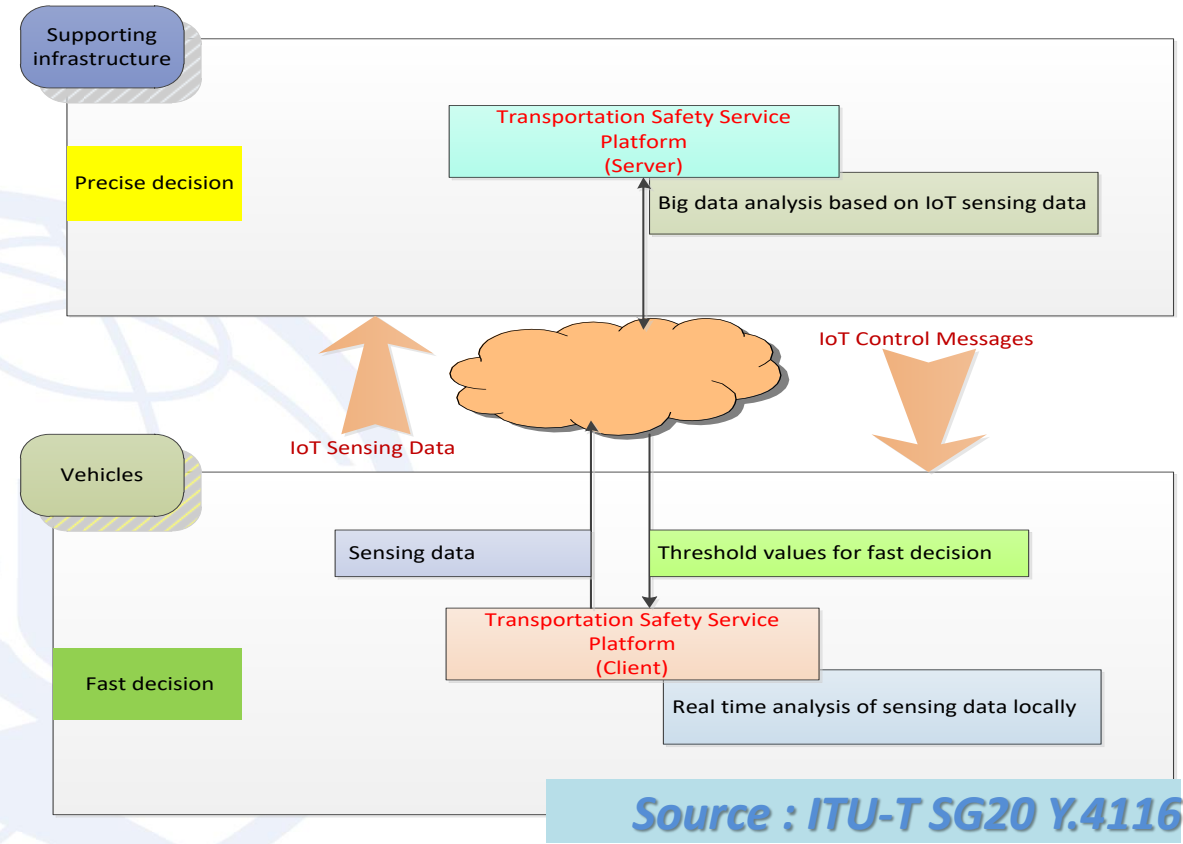 Supporting
infrastructure
Transportation Safety Service
Platform
(Server)
Precise decision
Big data analysis based on IoT sensing data
IoT Control Messages
IoT Sensing Data
Vehicles
Sensing data
Threshold values for fast decision
Transportation Safety Service
Platform
(Client)
Fast decision
Real time analysis of sensing data locally
Source : ITU-T SG20 Y.4116